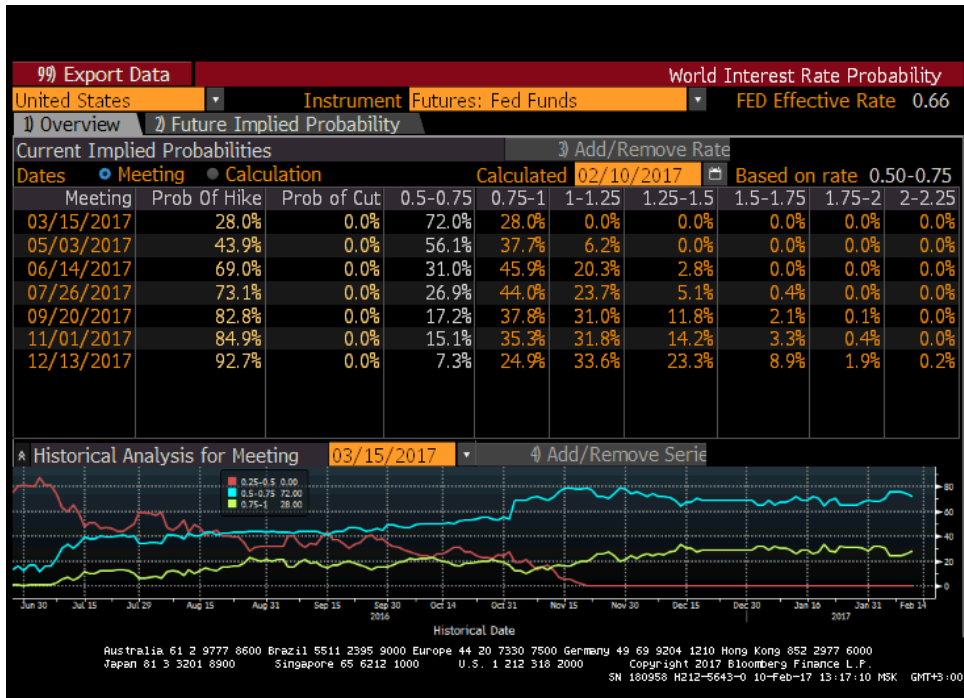 99) Export Data World Interest Rate Probability
United States Instrument Futures: Fed Funds FED Effective Rate 0.66
1) Overview 2) Future Implied Probability
Current Implied Probabilities 3) Add/Remove Rate
Dates Meeting Calculation Calculated 02/10/2017 Based on rate 0.50-0.75
Meeting Prob Of Hike Prob of Cut 0.5-0.75 0.75-1 1-1.25 1.25-1.5 1.5-1.75 1.75-2 2-2.25
03/15/2017 28.0% 0.0% 72.0% 28.0% 0.0% 0.0% 0.0% 0.0% 0.0%
05/03/2017 43.9% 0.0% 56.1% 37.7% 6.2% 0.0% 0.0% 0.0% 0.0%
06/14/2017 69.0% 0.0% 31.0% 45.9% 20.3% 2.8% 0.0% 0.0% 0.0%
07/26/2017 73.1% 0.0% 26.9% 44.0% 23.7% 5.1% 0.4% 0.0% 0.0%
09/20/2017 82.8% 0.0% 17.2% 37.8% 31.0% 11.8% 2.1% 0.1% 0.0%
11/01/2017 84.9% 0.0% 15.1% 35.3% 31.8% 14.2% 3.3% 0.4% 0.0%
12/13/2017 92.7% 0.0% 7.3% 24.9% 33.6% 23.3% 8.9% 1.9% 0.2%
Historical Analysis for Meeting 03/15/2017 4) Add/Remove Serie
0.25-0.5 0.00
0.5-0.75 72.00
0.75-1 28.00
80
60
40
20
0
Jun 30 Jul 15 Jul 29 Aug 15 Aug 31 Sep 15 Sep 30 Oct 14 Oct 31 Nov 15 Nov 30 Dec 15 Dec 30 Jan 16 Jan 31 Feb 14
2016 2017
Historical Date
Australia 61 2 9777 8600 Brazil 5511 2395 9000 Europe 44 20 7330 7500 Germany 49 69 9204 1210 Hong Kong 852 2977 6000
Japan 81 3 3201 8900 Singapore 65 6212 1000 U.S. 1 212 318 2000 Copyright 2017 Bloomberg Finance L.P.
SN 180958 H212-5643-0 10-Feb-17 13:17:10 MSK GMT+3:00